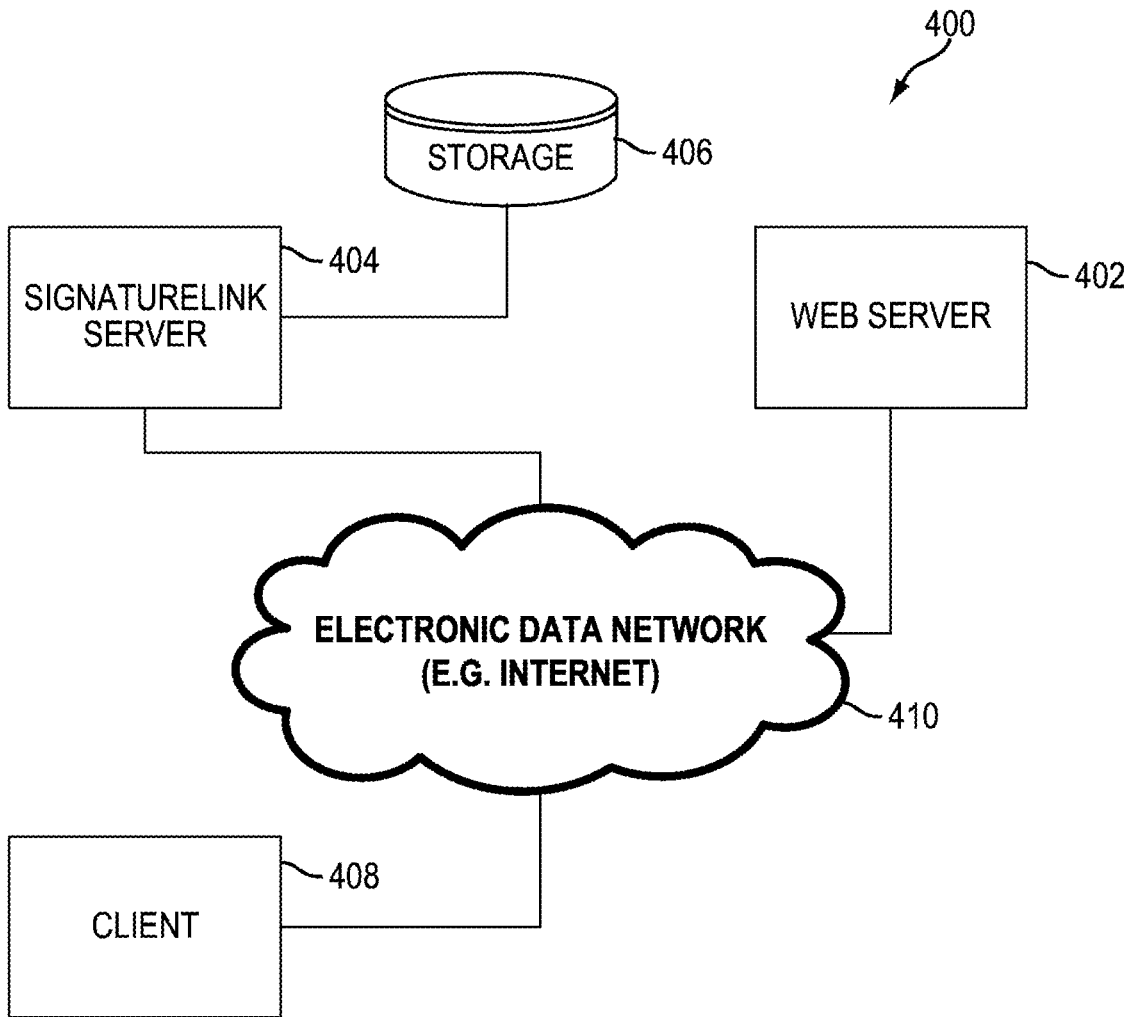 400
STORAGE
406
SIGNATURELINK
SERVER
404
WEB SERVER
402
ELECTRONIC DATA NETWORK
(E.G. INTERNET)
410
CLIENT
408